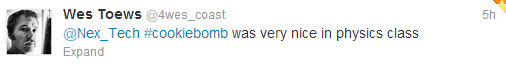 Wes Toews @4wes_coast 5h
@Nex_Tech #cookiebomb was very nice in physics class
Expand